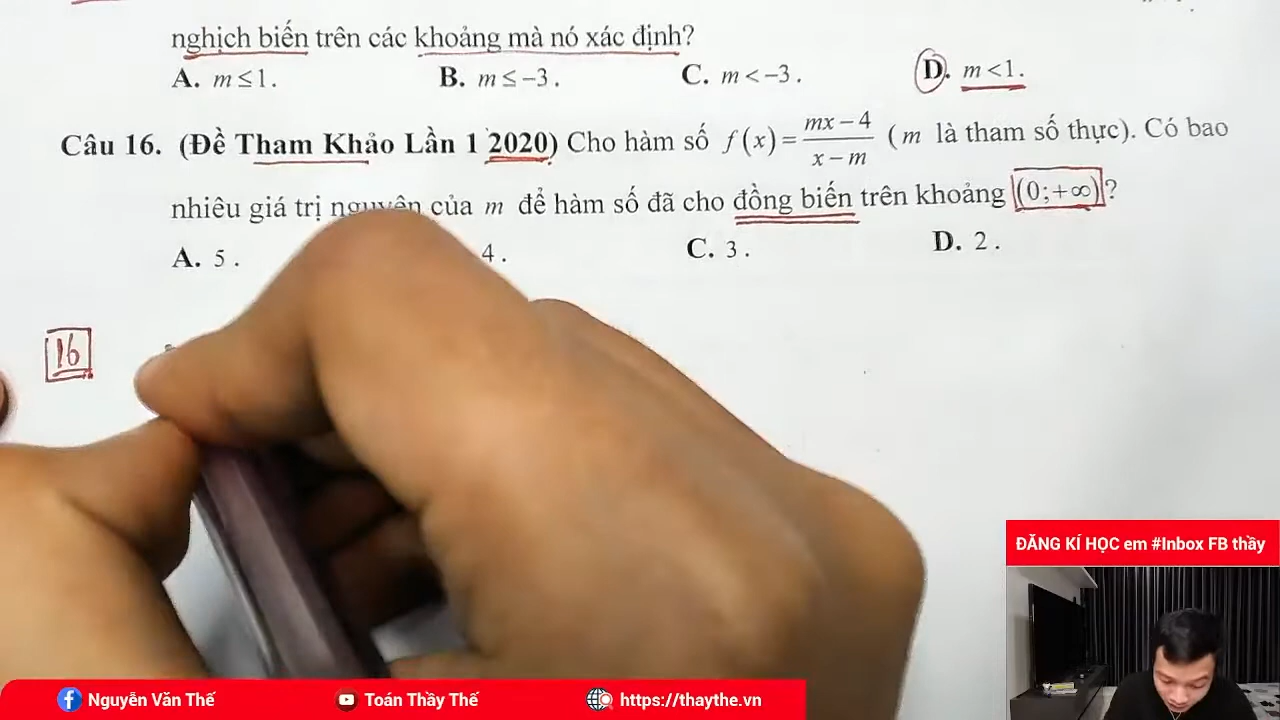 nghịch biến trên các khoảng mà nó xác định?
A. m ≤ 1. B. m ≤ −3. C. m < −3. D. m < 1.
Câu 16. (Đề Tham Khảo Lần 1 2020) Cho hàm số f(x) = (mx − 4)/(x − m) (m là tham số thực). Có bao
nhiêu giá trị nguyên của m để hàm số đã cho đồng biến trên khoảng (0;+∞)?
A. 5. 4. C. 3. D. 2.
16
ĐĂNG KÍ HỌC em #Inbox FB thầy
Nguyễn Văn Thế Toán Thầy Thế https://thaythe.vn